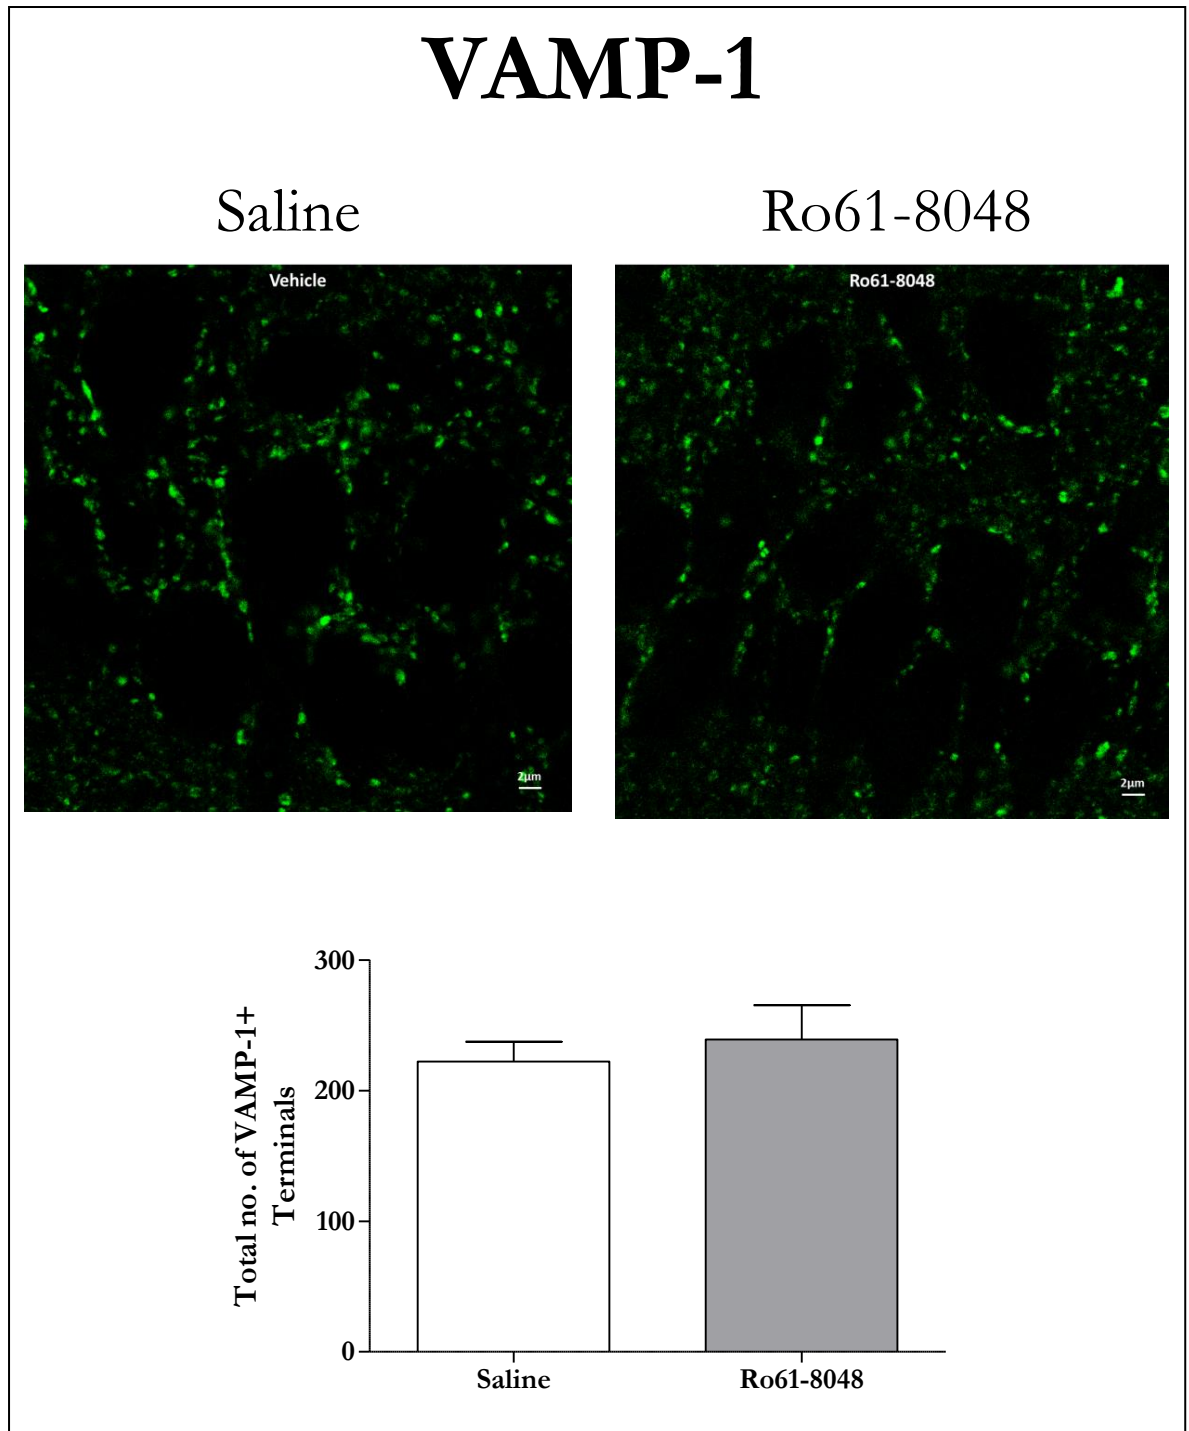 VAMP-1
Saline
Ro61-8048
Vehicle
Ro61-8048
2µm
2µm
300
200
100
0
Total no. of VAMP-1+
Terminals
Saline
Ro61-8048